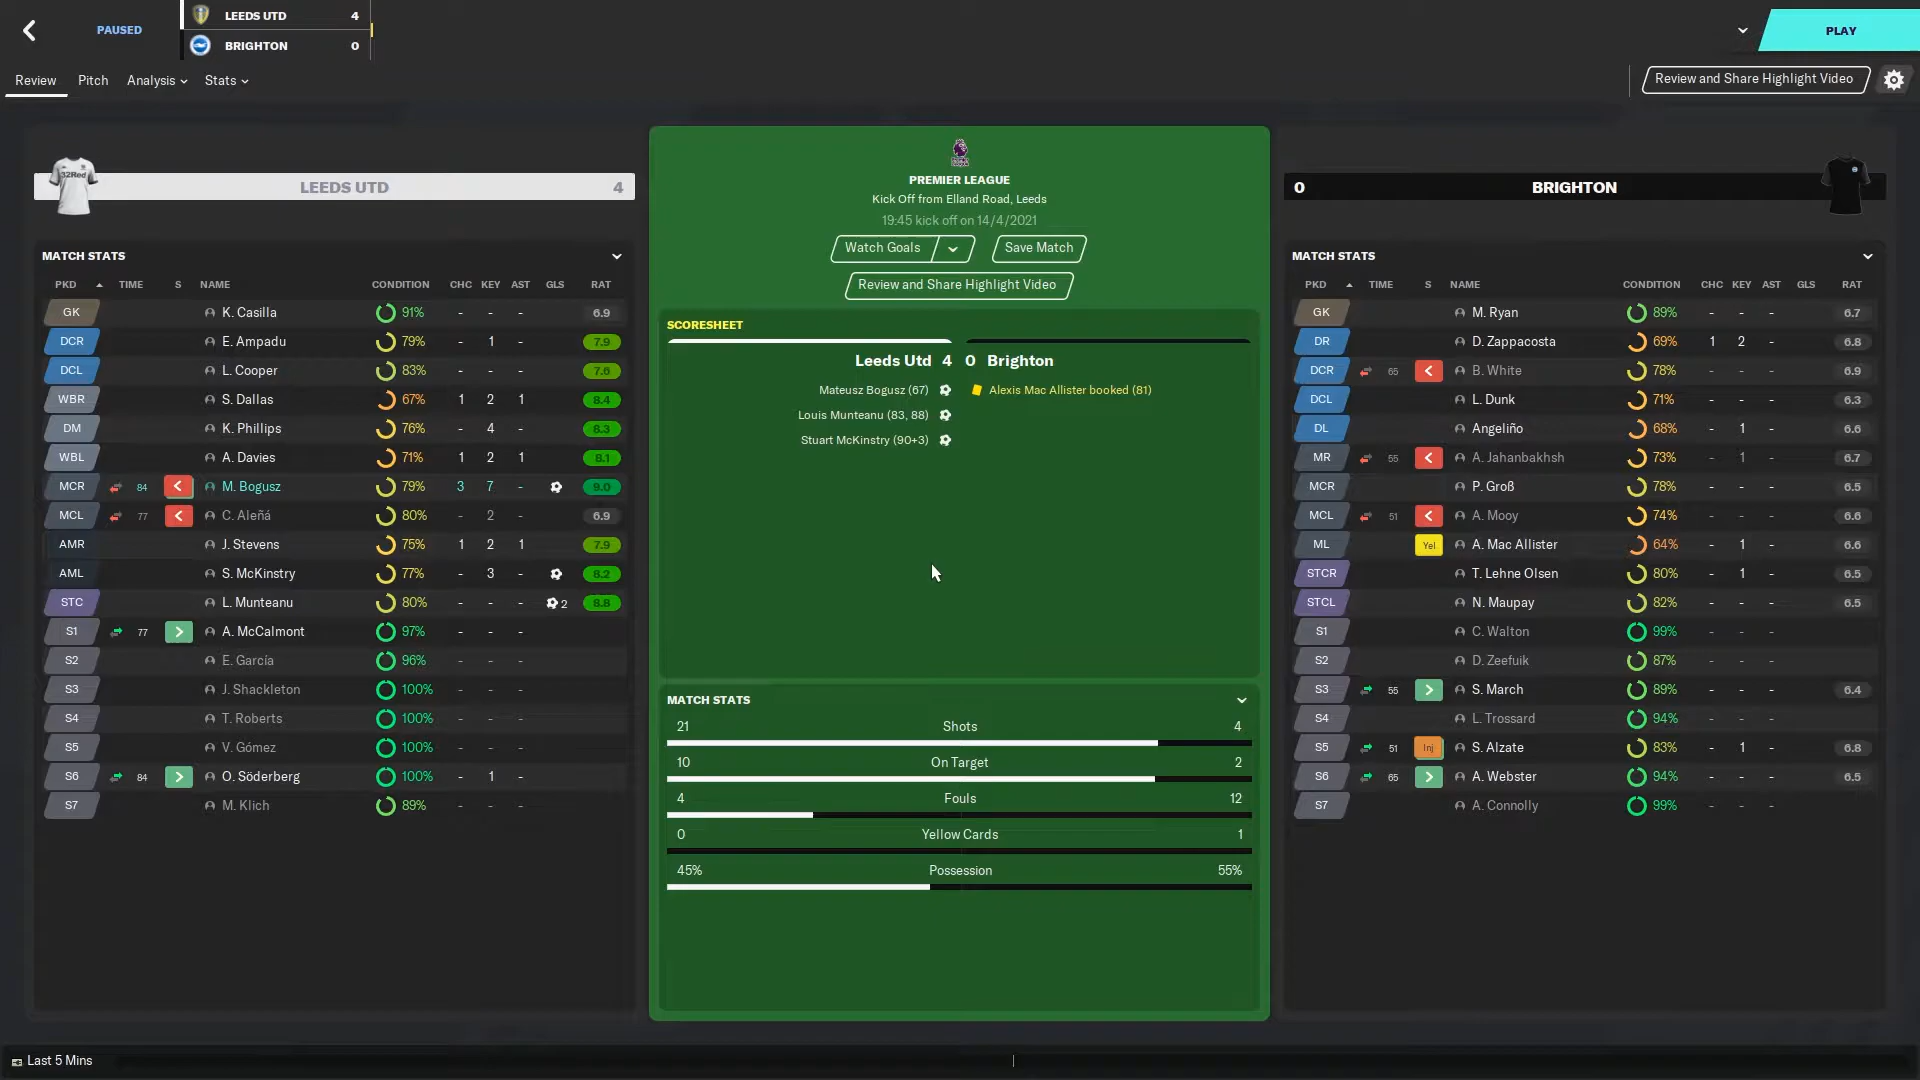 PAUSED
LEEDS UTD 4
BRIGHTON 0
PLAY
Review Pitch Analysis Stats
Review and Share Highlight Video
32Red
LEEDS UTD 4
MATCH STATS
PKD TIME S NAME CONDITION CHC KEY AST GLS RAT
GK K. Casilla 91% - - - 6.9
DCR E. Ampadu 79% - 1 - 7.9
DCL L. Cooper 83% - - - 7.6
WBR S. Dallas 67% 1 2 1 8.4
DM K. Phillips 76% - 4 - 8.3
WBL A. Davies 71% 1 2 1 8.1
MCR 84 M. Bogusz 79% 3 7 - 9.0
MCL 77 C. Aleñá 80% - 2 - 6.9
AMR J. Stevens 75% 1 2 1 7.9
AML S. McKinstry 77% - 3 - 8.2
STC L. Munteanu 80% - - - 2 8.8
S1 77 A. McCalmont 97% - - -
S2 E. García 96% - - -
S3 J. Shackleton 100% - - -
S4 T. Roberts 100% - - -
S5 V. Gómez 100% - - -
S6 84 O. Söderberg 100% - 1 -
S7 M. Klich 89% - - -
PREMIER LEAGUE
Kick Off from Elland Road, Leeds
19:45 kick off on 14/4/2021
Watch Goals Save Match
Review and Share Highlight Video
SCORESHEET
Leeds Utd 4 0 Brighton
Mateusz Bogusz (67) Alexis Mac Allister booked (81)
Louis Munteanu (83, 88)
Stuart McKinstry (90+3)
MATCH STATS
21 Shots 4
10 On Target 2
4 Fouls 12
0 Yellow Cards 1
45% Possession 55%
0 BRIGHTON
MATCH STATS
PKD TIME S NAME CONDITION CHC KEY AST GLS RAT
GK M. Ryan 89% - - - 6.7
DR D. Zappacosta 69% 1 2 - 6.8
DCR 65 B. White 78% - - - 6.9
DCL L. Dunk 71% - - - 6.3
DL Angeliño 68% - 1 - 6.6
MR 55 A. Jahanbakhsh 73% - 1 - 6.7
MCR P. Groß 78% - - - 6.5
MCL 51 A. Mooy 74% - - - 6.6
ML Yel A. Mac Allister 64% - 1 - 6.6
STCR T. Lehne Olsen 80% - 1 - 6.5
STCL N. Maupay 82% - - - 6.5
S1 C. Walton 99% - - -
S2 D. Zeefuik 87% - - -
S3 55 S. March 89% - - - 6.4
S4 L. Trossard 94% - - -
S5 51 Inj S. Alzate 83% - 1 - 6.8
S6 65 A. Webster 94% - - - 6.5
S7 A. Connolly 99% - - -
Last 5 Mins